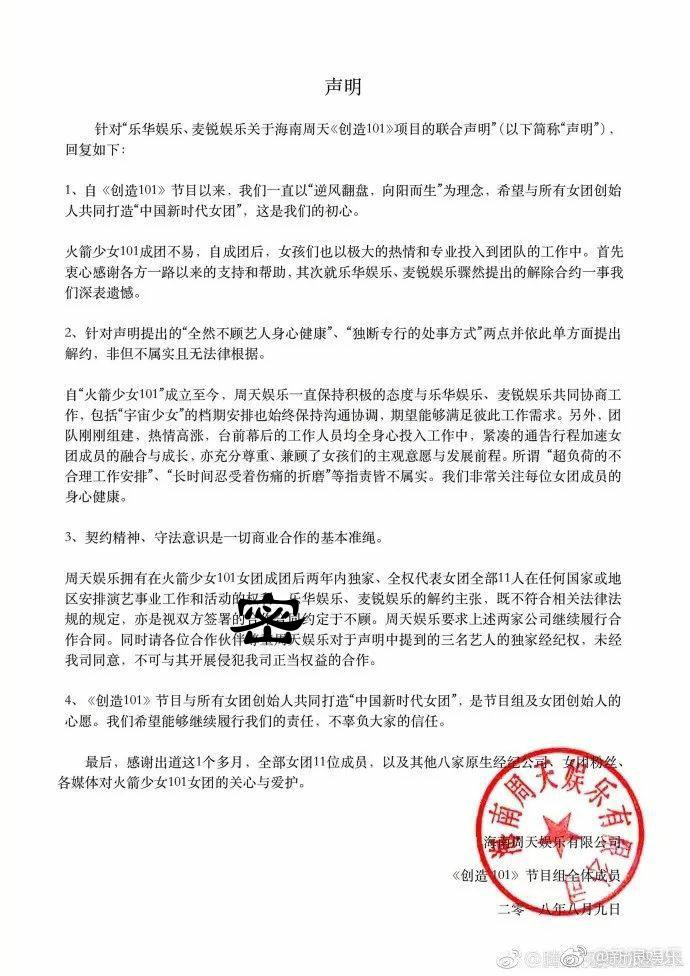 声明
针对“乐华娱乐、麦锐娱乐关于海南周天《创造101》项目的联合声明”（以下简称“声明”），
回复如下：
1、自《创造101》节目以来，我们一直以“逆风翻盘，向阳而生”为理念，希望与所有女团创始
人共同打造“中国新时代女团”，这是我们的初心。
火箭少女101成团不易，自成团后，女孩们也以极大的热情和专业投入到团队的工作中。首先
衷心感谢各方一路以来的支持和帮助，其次就乐华娱乐、麦锐娱乐骤然提出的解除合约一事我
们深表遗憾。
2、针对声明提出的“全然不顾艺人身心健康”、“独断专行的处事方式”两点并依此单方面提出
解约，非但不属实且无法律根据。
自“火箭少女101”成立至今，周天娱乐一直保持积极的态度与乐华娱乐、麦锐娱乐共同协商工
作，包括“宇宙少女”的档期安排也始终保持沟通协调，期望能够满足彼此工作需求。另外，团
队刚刚组建，热情高涨，台前幕后的工作人员均全身心投入工作中，紧凑的通告行程加速女
团成员的融合与成长，亦充分尊重、兼顾了女孩们的主观意愿与发展前程。所谓“超负荷的不
合理工作安排”、“长时间忍受着伤痛的折磨”等指责皆不属实。我们非常关注每位女团成员的
身心健康。
3、契约精神、守法意识是一切商业合作的基本准绳。
周天娱乐拥有在火箭少女101女团成团后两年内独家、全权代表女团全部11人在任何国家或地
区安排演艺事业工作和活动的权 乐华娱乐、麦锐娱乐的解约主张，既不符合相关法律法
规的规定，亦是视双方签署的 约定于不顾。周天娱乐要求上述两家公司继续履行合
作合同。同时请各位合作伙伴 周天娱乐对于声明中提到的三名艺人的独家经纪权，未经
我司同意，不可与其开展侵犯我司正当权益的合作。
密
4、《创造101》节目与所有女团创始人共同打造“中国新时代女团”，是节目组及女团创始人的
心愿。我们希望能够继续履行我们的责任，不辜负大家的信任。
最后，感谢出道这1个多月，全部女团11位成员，以及其他八家原生经纪公司、女团粉丝、
各媒体对火箭少女101女团的关心与爱护。
海南周天娱乐有限公司
海南周天娱乐有限公司
《创造101》节目组全体成员
二零一八年八月九日
@新浪娱乐